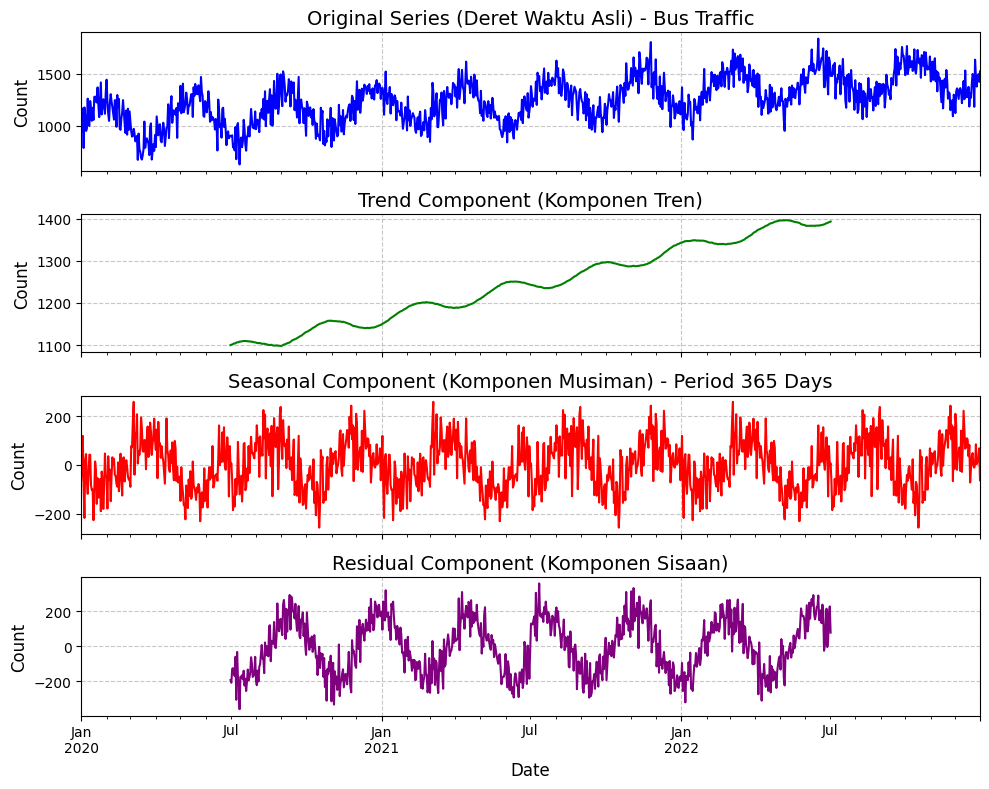 Original Series (Deret Waktu Asli) - Bus Traffic
Count
1500
1000
Trend Component (Komponen Tren)
Count
1400
1300
1200
1100
Seasonal Component (Komponen Musiman) - Period 365 Days
Count
200
0
−200
Residual Component (Komponen Sisaan)
Count
200
0
−200
Jan Jul Jan Jul Jan Jul
2020 2021 2022
Date